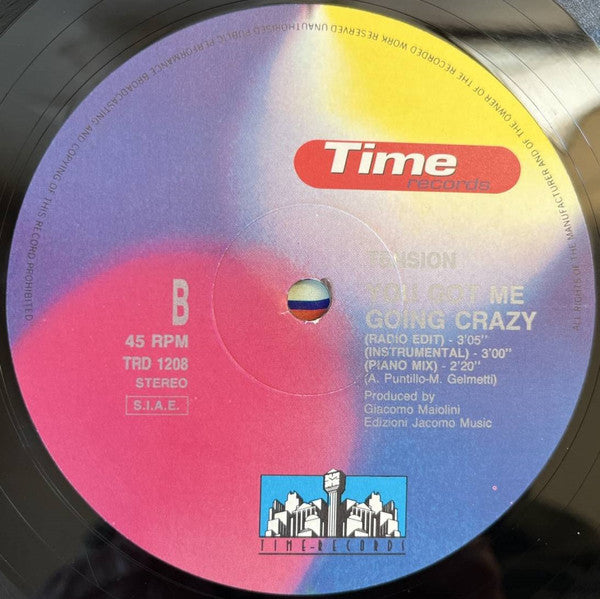 ALL RIGHTS OF THE MANUFACTURER AND OF THE OWNER OF THE RECORDED WORK RESERVED UNAUTHORISED PUBLIC PERFORMANCE BROADCASTING AND COPYING OF THIS RECORD PROHIBITED
Time
records
TENSION
YOU GOT ME
GOING CRAZY
(RADIO EDIT) - 3'05"
(INSTRUMENTAL) - 3'00"
(PIANO MIX) - 2'20"
(A. Puntillo-M. Gelmetti)
Produced by
Giacomo Maiolini
Edizioni Jacomo Music
B
45 RPM
TRD 1208
STEREO
S.I.A.E.
TIME-RECORDS